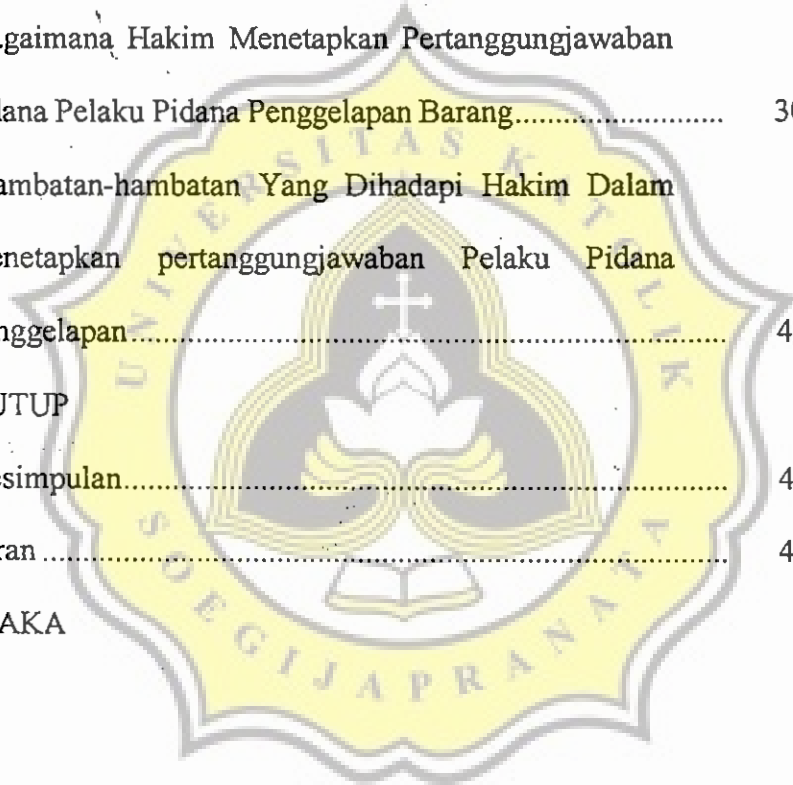 .gaimana Hakim Menetapkan Pertanggungjawaban
dana Pelaku Pidana Penggelapan Barang........................ 30
ambatan-hambatan Yang Dihadapi Hakim Dalam
enetapkan pertanggungjawaban Pelaku Pidana
nggelapan.................................................................... 4
UTUP
esimpulan..................................................................... 4
ran .............................................................................. 4
AKA
UNIVERSITAS KATOLIK
SOEGIJAPRANATA